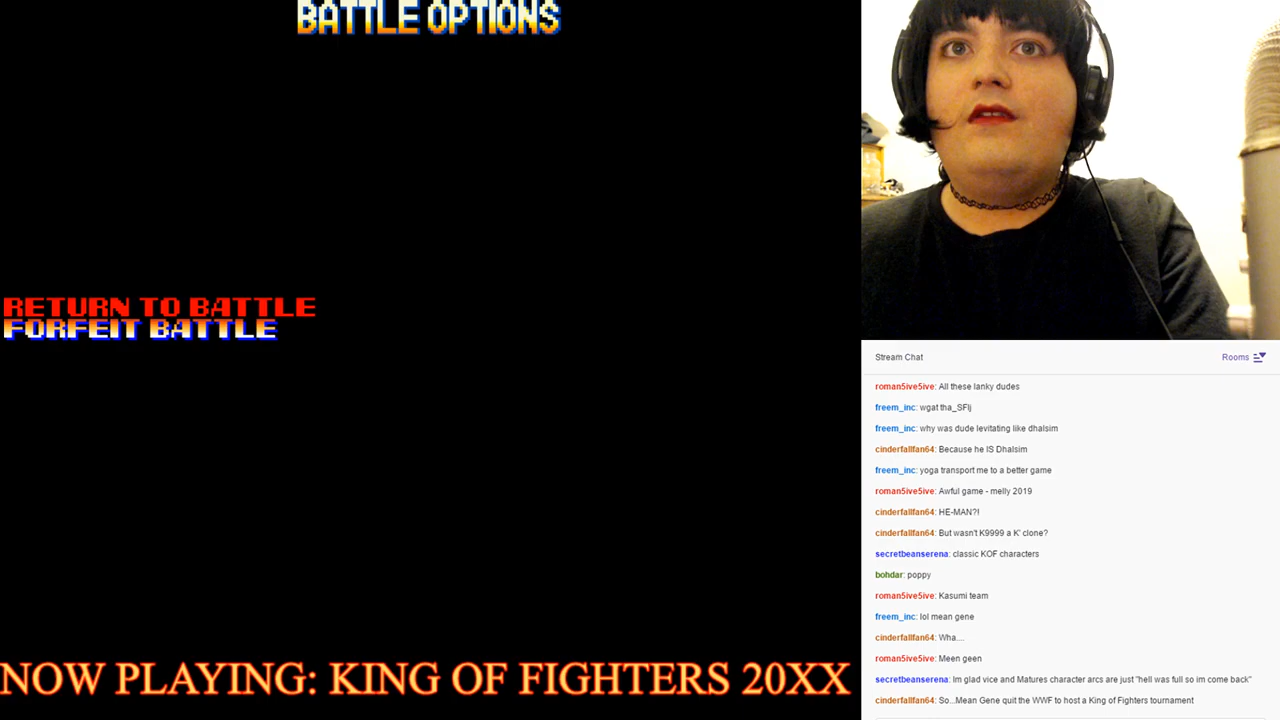 BATTLE OPTIONS
RETURN TO BATTLE
FORFEIT BATTLE
NOW PLAYING: KING OF FIGHTERS 20XX
Stream Chat
Rooms
roman5ive5ive: All these lanky dudes
freem_inc: wgat tha_SFIj
freem_inc: why was dude levitating like dhalsim
cinderfallfan64: Because he IS Dhalsim
freem_inc: yoga transport me to a better game
roman5ive5ive: Awful game - melly 2019
cinderfallfan64: HE-MAN?!
cinderfallfan64: But wasn't K9999 a K' clone?
secretbeanserena: classic KOF characters
bohdar: poppy
roman5ive5ive: Kasumi team
freem_inc: lol mean gene
cinderfallfan64: Wha....
roman5ive5ive: Meen geen
secretbeanserena: Im glad vice and Matures character arcs are just "hell was full so im come back"
cinderfallfan64: So...Mean Gene quit the WWF to host a King of Fighters tournament